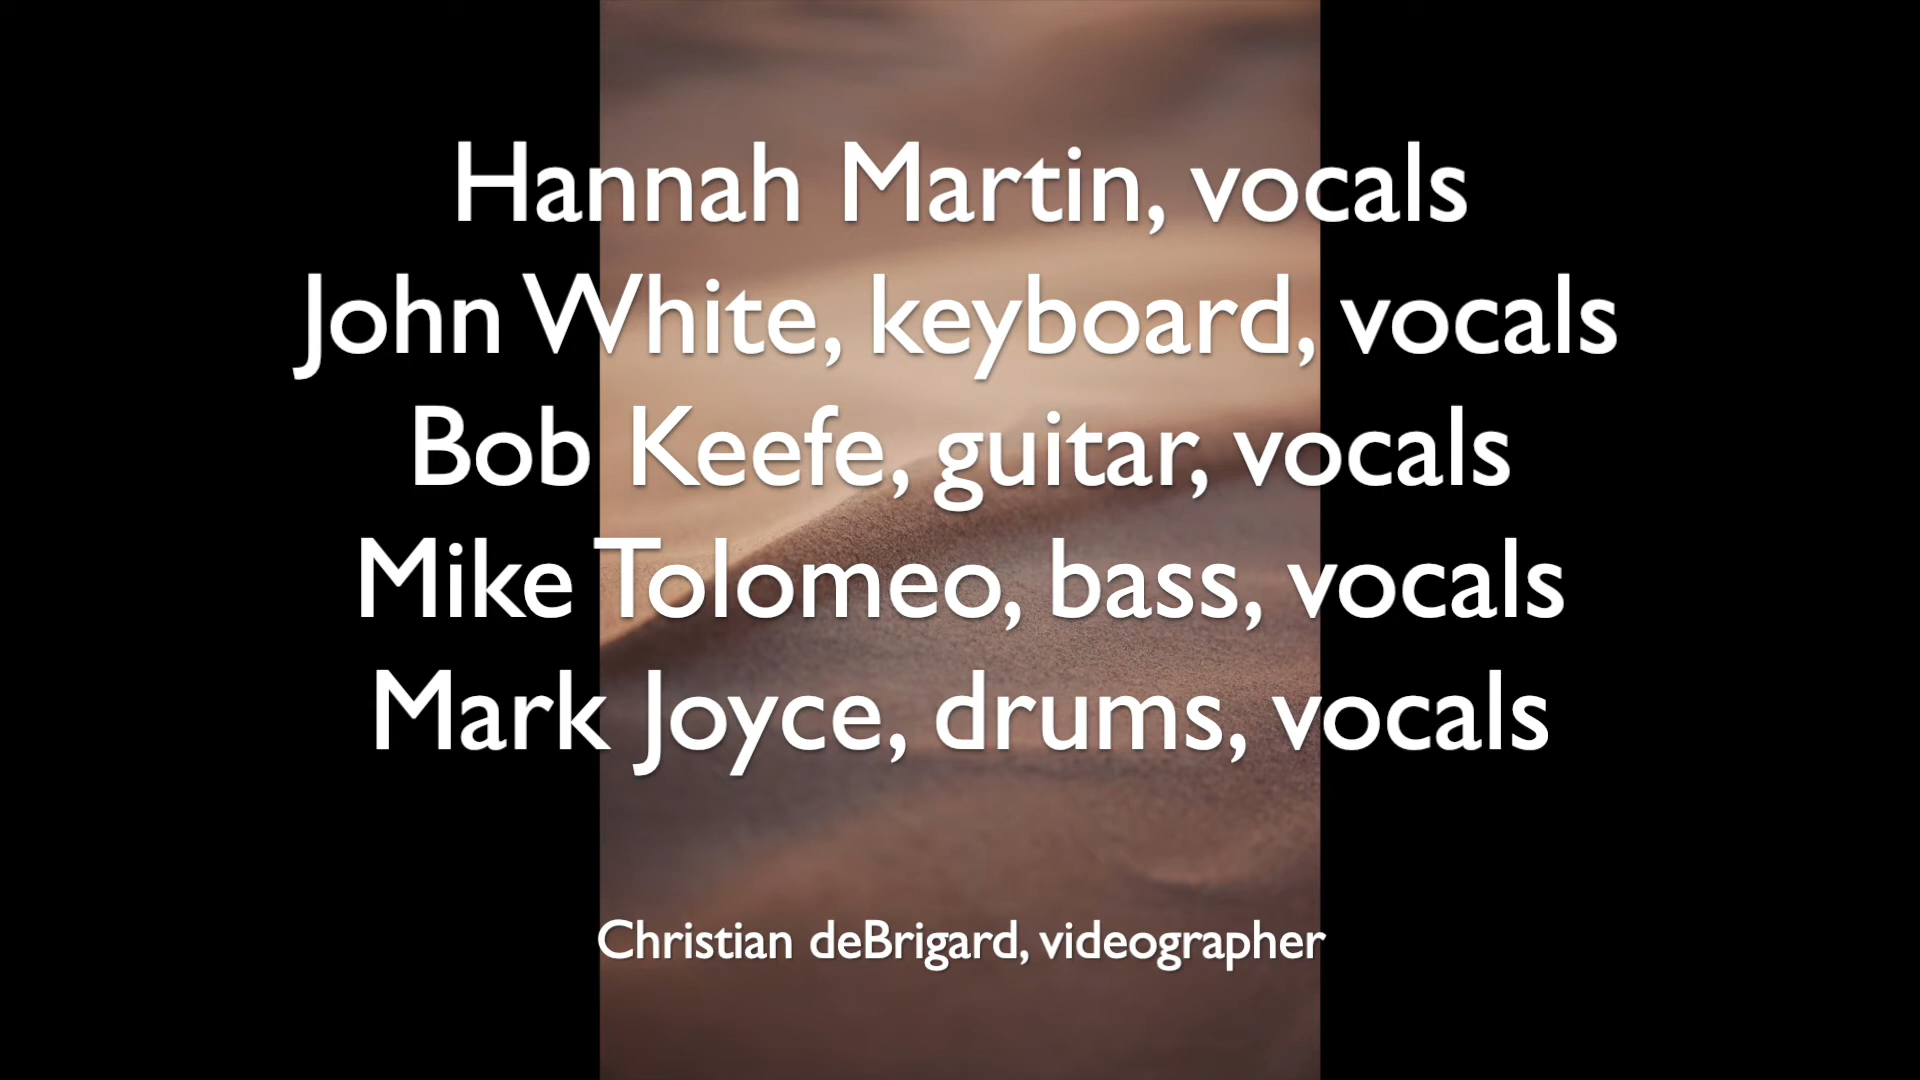 Hannah Martin, vocals
John White, keyboard, vocals
Bob Keefe, guitar, vocals
Mike Tolomeo, bass, vocals
Mark Joyce, drums, vocals
Christian deBrigard, videographer